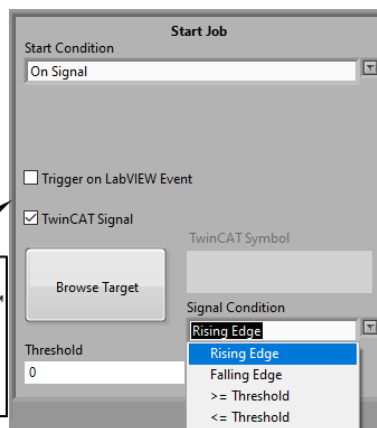 Start Job
Start Condition
On Signal
Trigger on LabVIEW Event
TwinCAT Signal
TwinCAT Symbol
Browse Target
Signal Condition
Rising Edge
Threshold
0
Rising Edge
Falling Edge
>= Threshold
<= Threshold